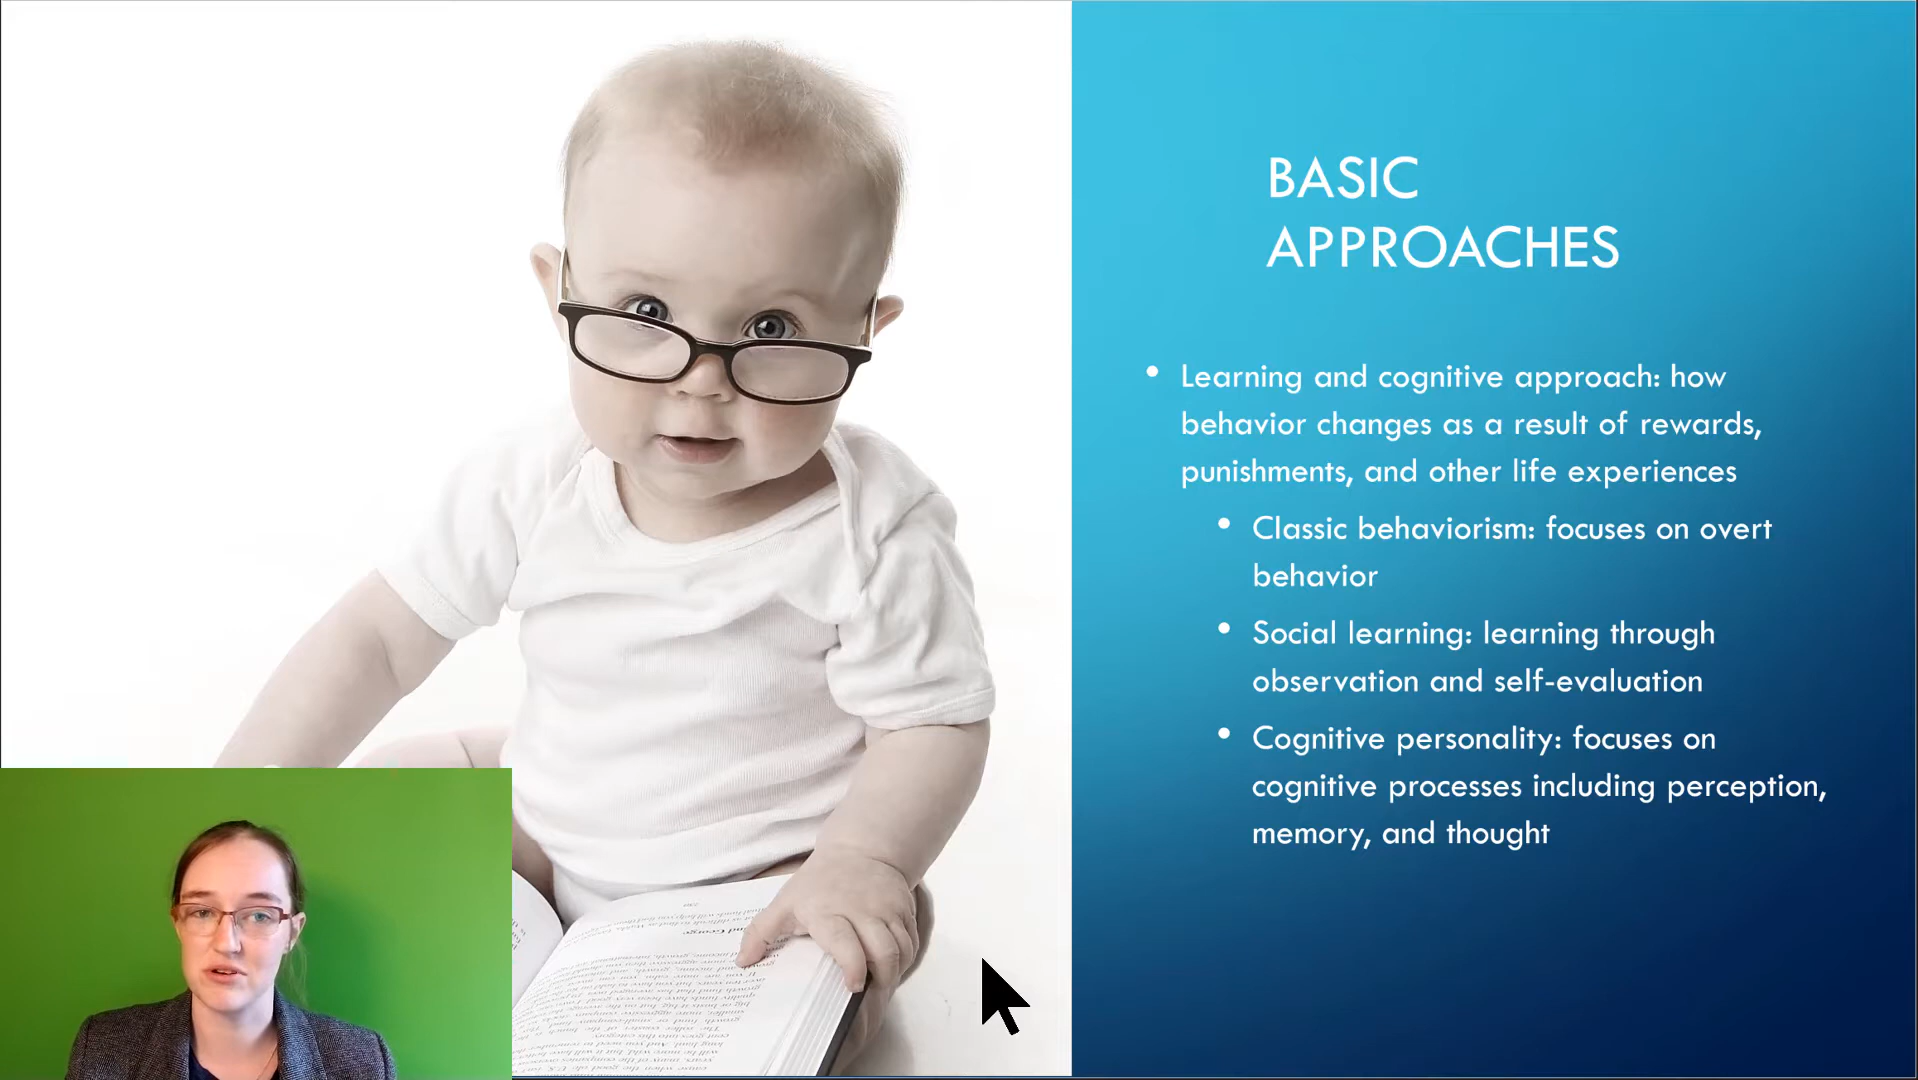 BASIC
APPROACHES
• Learning and cognitive approach: how
behavior changes as a result of rewards,
punishments, and other life experiences
• Classic behaviorism: focuses on overt
behavior
• Social learning: learning through
observation and self-evaluation
• Cognitive personality: focuses on
cognitive processes including perception,
memory, and thought